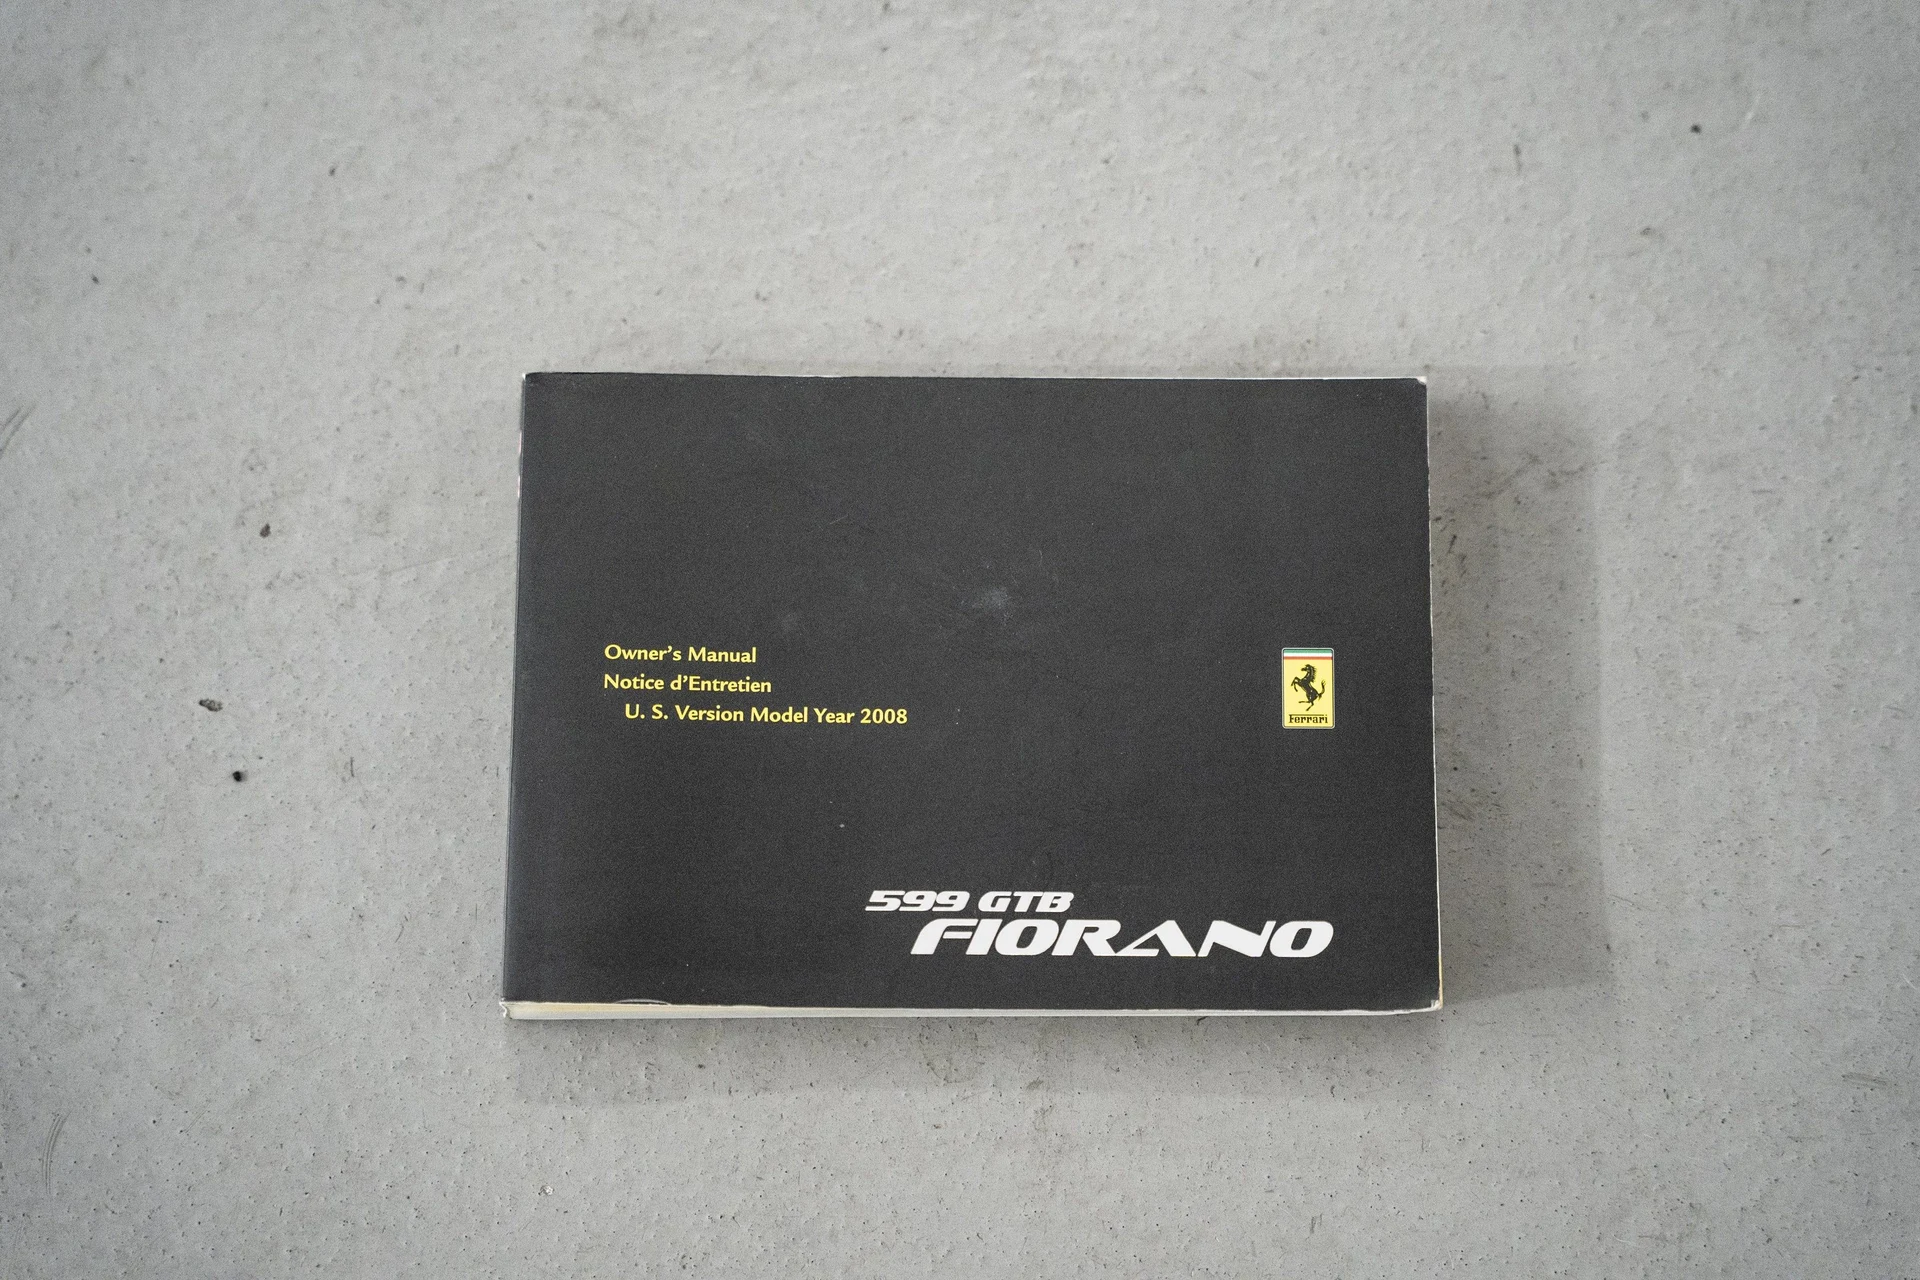 Owner's Manual
Notice d'Entretien
U. S. Version Model Year 2008
Ferrari
599 GTB
FIORANO